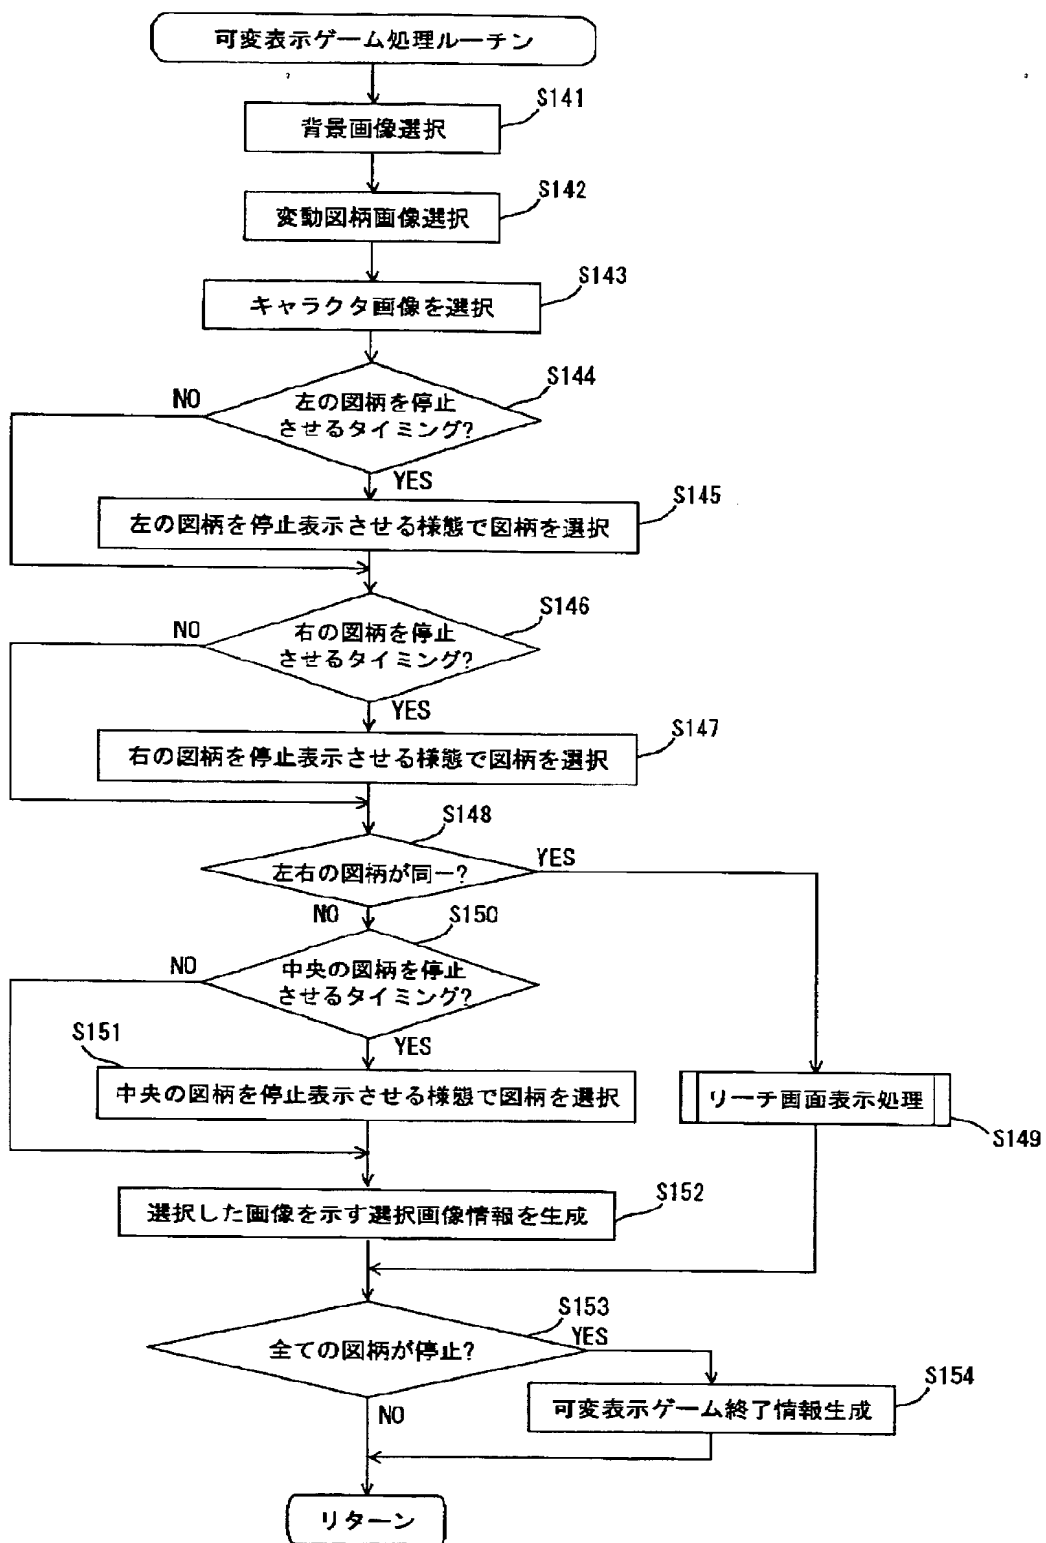 可変表示ゲーム処理ルーチン
S141
背景画像選択
S142
変動図柄画像選択
S143
キャラクタ画像を選択
S144
NO
左の図柄を停止
させるタイミング?
YES
S145
左の図柄を停止表示させる様態で図柄を選択
S146
NO
右の図柄を停止
させるタイミング?
YES
S147
右の図柄を停止表示させる様態で図柄を選択
S148
YES
左右の図柄が同一?
NO
S150
NO
中央の図柄を停止
させるタイミング?
S151
YES
中央の図柄を停止表示させる様態で図柄を選択
リーチ画面表示処理
S149
S152
選択した画像を示す選択画像情報を生成
S153
YES
全ての図柄が停止?
S154
NO
可変表示ゲーム終了情報生成
リターン